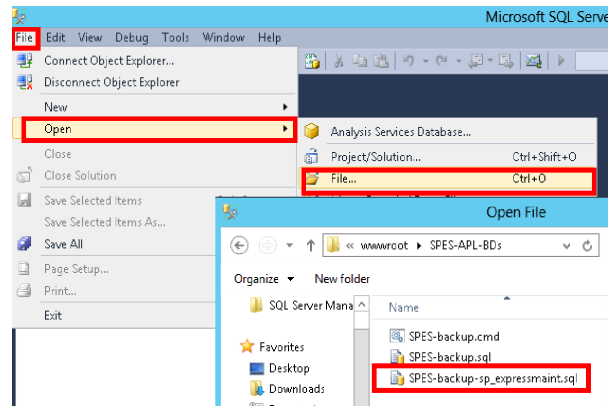 Microsoft SQL Serve
File Edit View Debug Tools Window Help
Connect Object Explorer...
Disconnect Object Explorer
New
Open
Analysis Services Database...
Close
Project/Solution... Ctrl+Shift+O
Close Solution
File... Ctrl+O
Save Selected Items
Save Selected Items As...
Open File
Save All
« wwwroot SPES-APL-BDs
Page Setup...
Print...
Organize New folder
Exit
SQL Server Mana
Name
SPES-backup.cmd
Favorites
SPES-backup.sql
Desktop
SPES-backup-sp_expressmaint.sql
Downloads